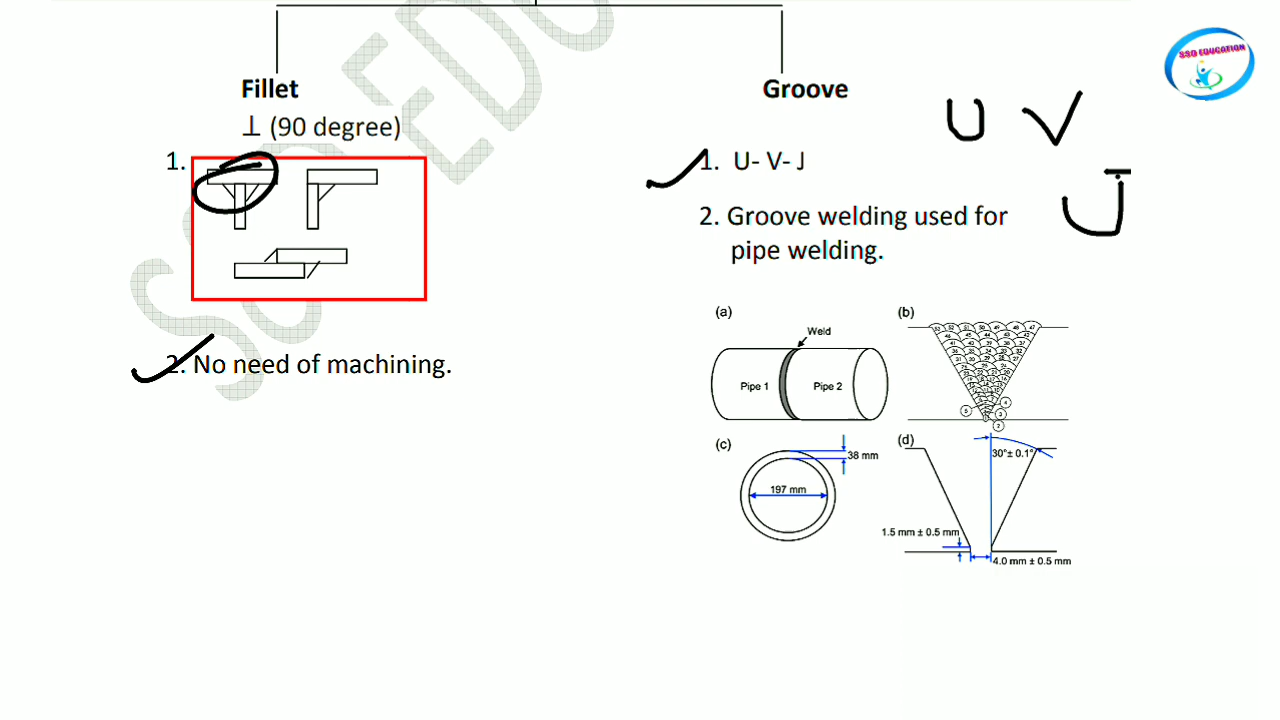 SSO EDUCATION
Fillet
⊥ (90 degree)
1.
2. No need of machining.
Groove
U V
J
1. U- V- J
2. Groove welding used for
pipe welding.
(a)
Weld
Pipe 1
Pipe 2
(b)
(c)
38 mm
197 mm
(d)
30°± 0.1°
1.5 mm ± 0.5 mm
4.0 mm ± 0.5 mm